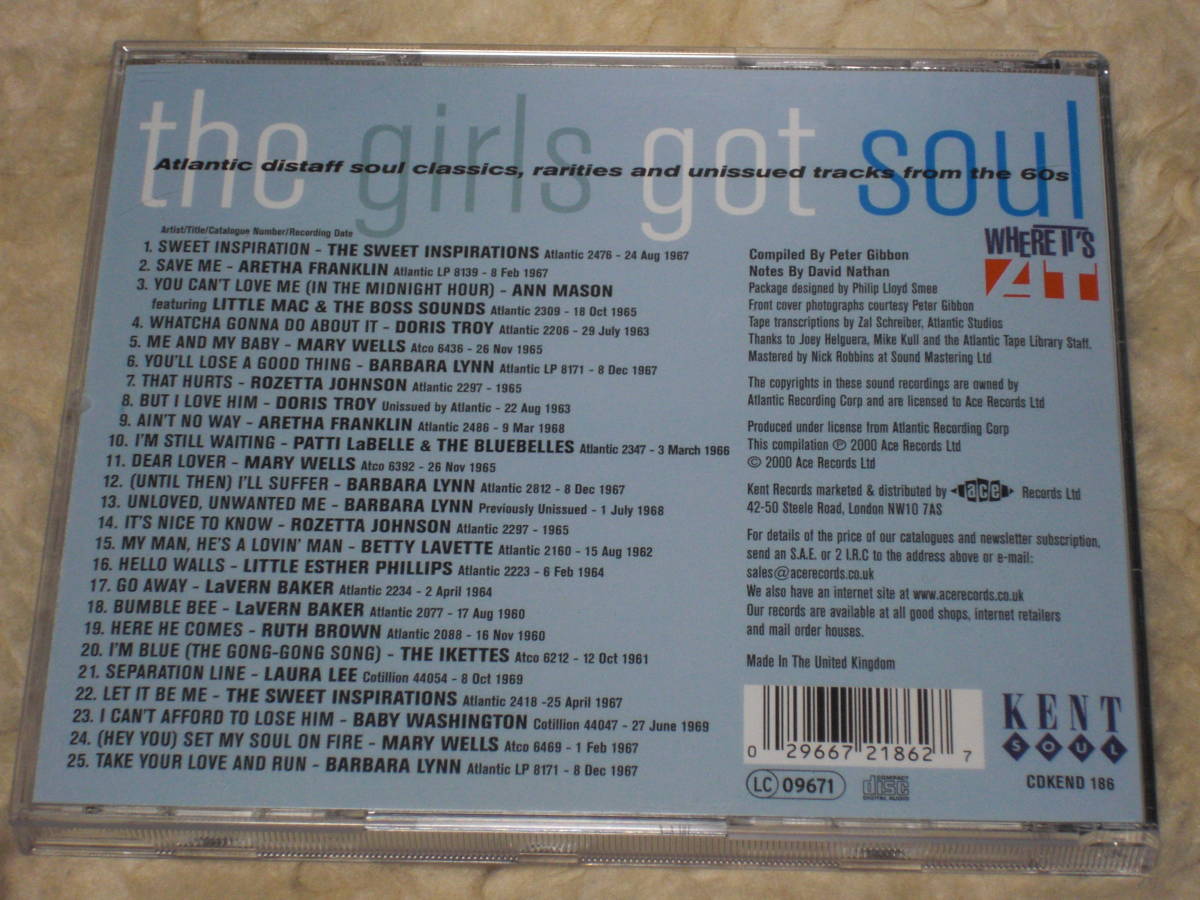 the girls got soul
Atlantic distaff soul classics, rarities and unissued tracks from the 60s
Artist/Title/Catalogue Number/Recording Date
1. SWEET INSPIRATION – THE SWEET INSPIRATIONS Atlantic 2476 - 24 Aug 1967
2. SAVE ME – ARETHA FRANKLIN Atlantic LP 8139 - 8 Feb 1967
3. YOU CAN'T LOVE ME (IN THE MIDNIGHT HOUR) – ANN MASON
featuring LITTLE MAC & THE BOSS SOUNDS Atlantic 2309 - 18 Oct 1965
4. WHATCHA GONNA DO ABOUT IT – DORIS TROY Atlantic 2206 - 29 July 1963
5. ME AND MY BABY – MARY WELLS Atco 6436 - 26 Nov 1965
6. YOU'LL LOSE A GOOD THING – BARBARA LYNN Atlantic LP 8171 - 8 Dec 1967
7. THAT HURTS – ROZETTA JOHNSON Atlantic 2297 - 1965
8. BUT I LOVE HIM – DORIS TROY Unissued by Atlantic - 22 Aug 1963
9. AIN'T NO WAY – ARETHA FRANKLIN Atlantic 2486 - 9 Mar 1968
10. I'M STILL WAITING – PATTI LaBELLE & THE BLUEBELLES Atlantic 2347 - 3 March 1966
11. DEAR LOVER – MARY WELLS Atco 6392 - 26 Nov 1965
12. (UNTIL THEN) I'LL SUFFER – BARBARA LYNN Atlantic 2812 - 8 Dec 1967
13. UNLOVED, UNWANTED ME – BARBARA LYNN Previously Unissued - 1 July 1968
14. IT'S NICE TO KNOW – ROZETTA JOHNSON Atlantic 2297 - 1965
15. MY MAN, HE'S A LOVIN' MAN – BETTY LAVETTE Atlantic 2160 - 15 Aug 1962
16. HELLO WALLS – LITTLE ESTHER PHILLIPS Atlantic 2223 - 6 Feb 1964
17. GO AWAY – LaVERN BAKER Atlantic 2234 - 2 April 1964
18. BUMBLE BEE – LaVERN BAKER Atlantic 2077 - 17 Aug 1960
19. HERE HE COMES – RUTH BROWN Atlantic 2088 - 16 Nov 1960
20. I'M BLUE (THE GONG-GONG SONG) – THE IKETTES Atco 6212 - 12 Oct 1961
21. SEPARATION LINE – LAURA LEE Cotillion 44054 - 8 Oct 1969
22. LET IT BE ME – THE SWEET INSPIRATIONS Atlantic 2418 -25 April 1967
23. I CAN'T AFFORD TO LOSE HIM – BABY WASHINGTON Cotillion 44047 - 27 June 1969
24. (HEY YOU) SET MY SOUL ON FIRE – MARY WELLS Atco 6469 - 1 Feb 1967
25. TAKE YOUR LOVE AND RUN – BARBARA LYNN Atlantic LP 8171 - 8 Dec 1967
WHERE IT'S
AT
Compiled By Peter Gibbon
Notes By David Nathan
Package designed by Philip Lloyd Smee
Front cover photographs courtesy Peter Gibbon
Tape transcriptions by Zal Schreiber, Atlantic Studios
Thanks to Joey Helguera, Mike Kull and the Atlantic Tape Library Staff.
Mastered by Nick Robbins at Sound Mastering Ltd
The copyrights in these sound recordings are owned by
Atlantic Recording Corp and are licensed to Ace Records Ltd
Produced under license from Atlantic Recording Corp
This compilation ℗ 2000 Ace Records Ltd
© 2000 Ace Records Ltd
Kent Records marketed & distributed by ace Records Ltd
42-50 Steele Road, London NW10 7AS
For details of the price of our catalogues and newsletter subscription,
send an S.A.E. or 2 I.R.C to the address above or e-mail:
sales@acerecords.co.uk
We also have an internet site at www.acerecords.co.uk
Our records are available at all good shops, internet retailers
and mail order houses.
Made In The United Kingdom
0 29667 21862 7
LC 09671
COMPACT
disc
DIGITAL AUDIO
KENT
SOUL
CDKEND 186